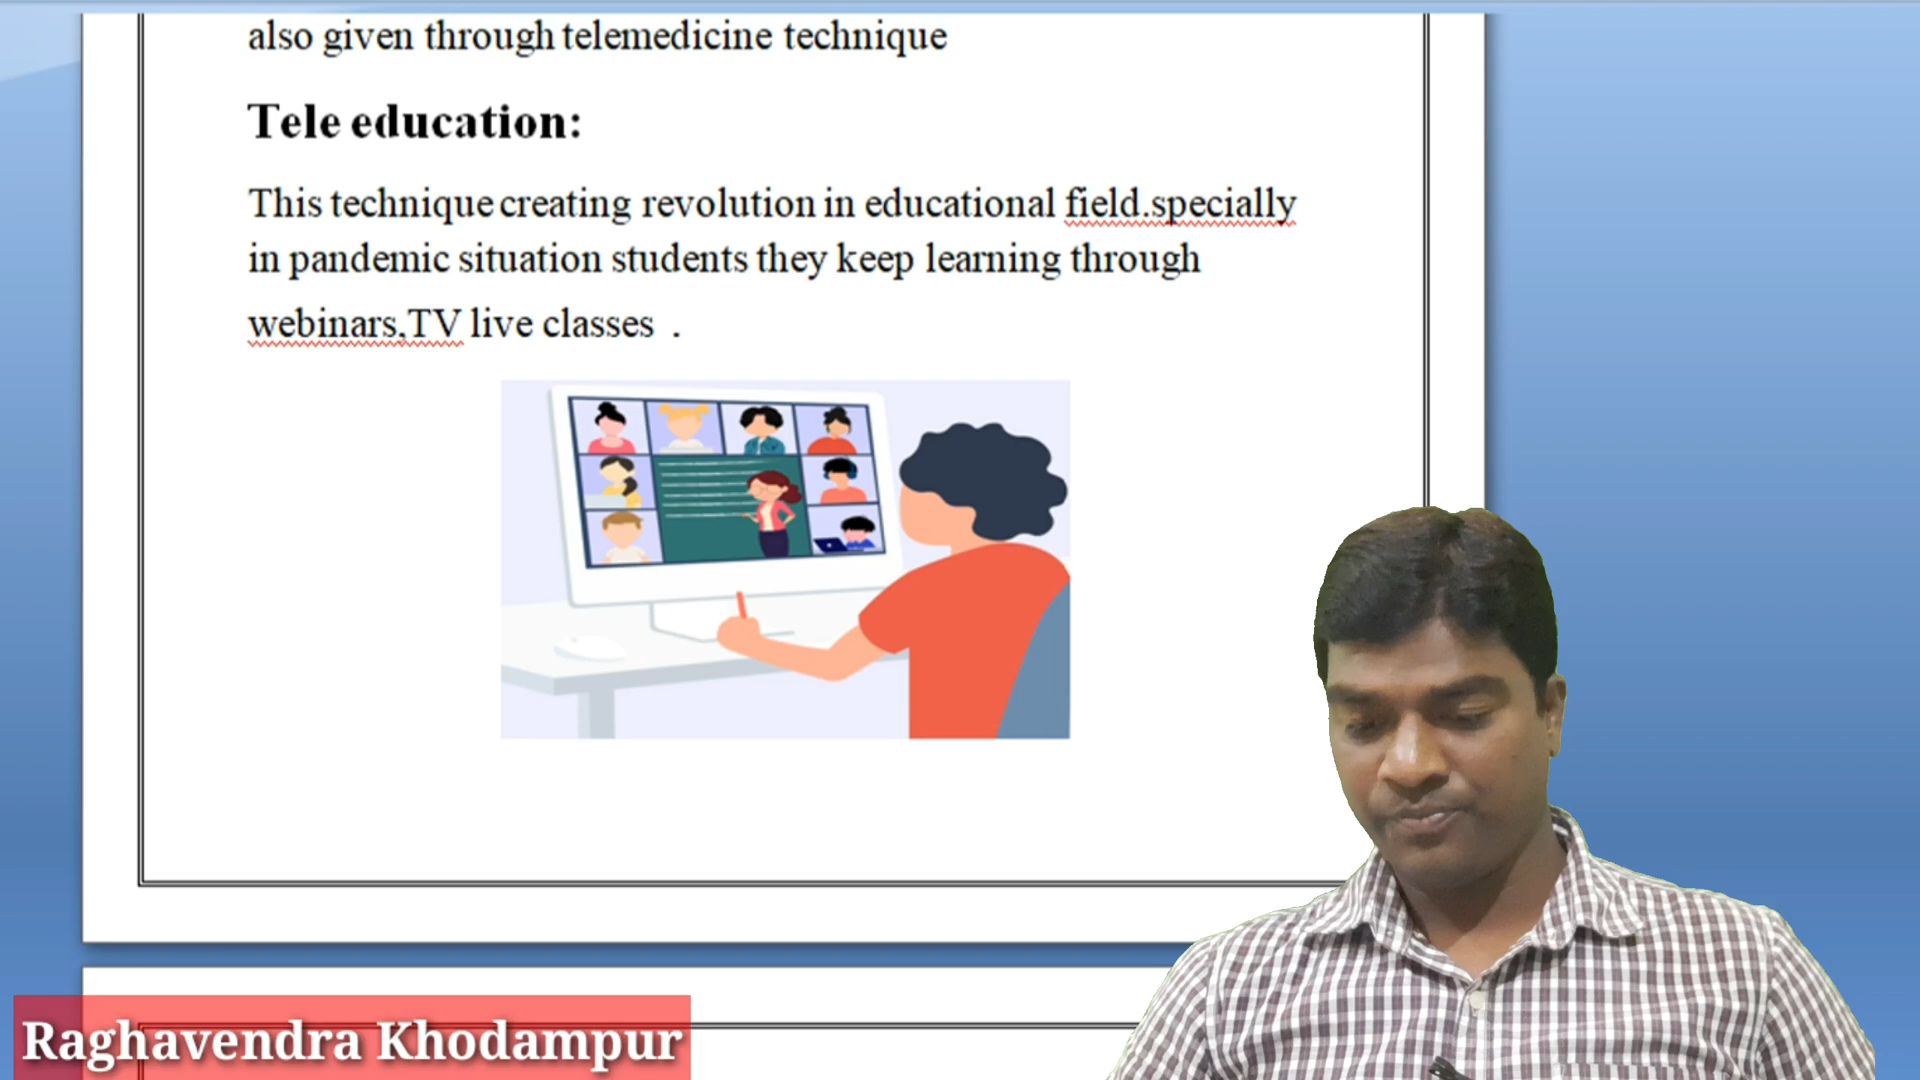 also given through telemedicine technique
Tele education:
This technique creating revolution in educational field.specially
in pandemic situation students they keep learning through
webinars,TV live classes .
Raghavendra Khodampur